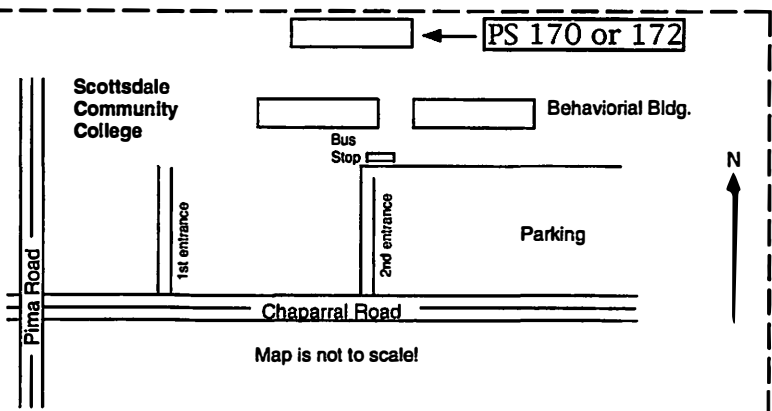 PS 170 or 172
Scottsdale
Community
College
Behaviorial Bldg.
Bus
Stop
N
1st entrance
2nd entrance
Parking
Pima Road
Chaparral Road
Map is not to scale!